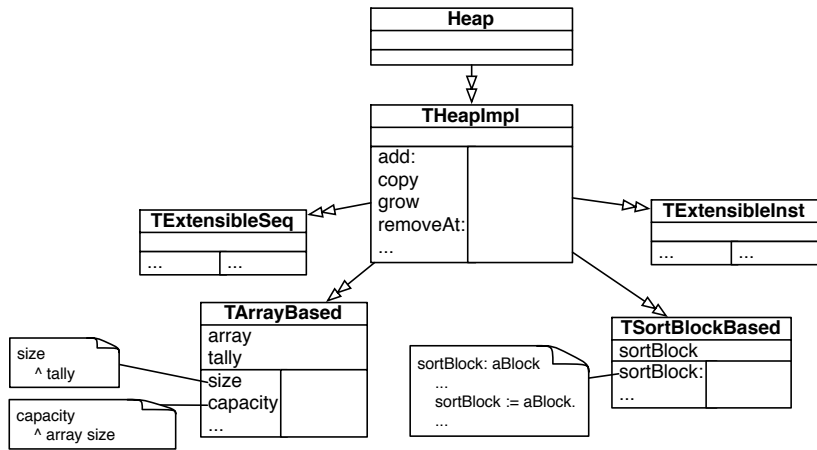 Heap
THeapImpl
add:
copy
grow
removeAt:
...
TExtensibleSeq
... ...
TExtensibleInst
... ...
TArrayBased
array
tally
size
capacity
...
size
^ tally
capacity
^ array size
TSortBlockBased
sortBlock
sortBlock:
...
sortBlock: aBlock
...
sortBlock := aBlock.
...